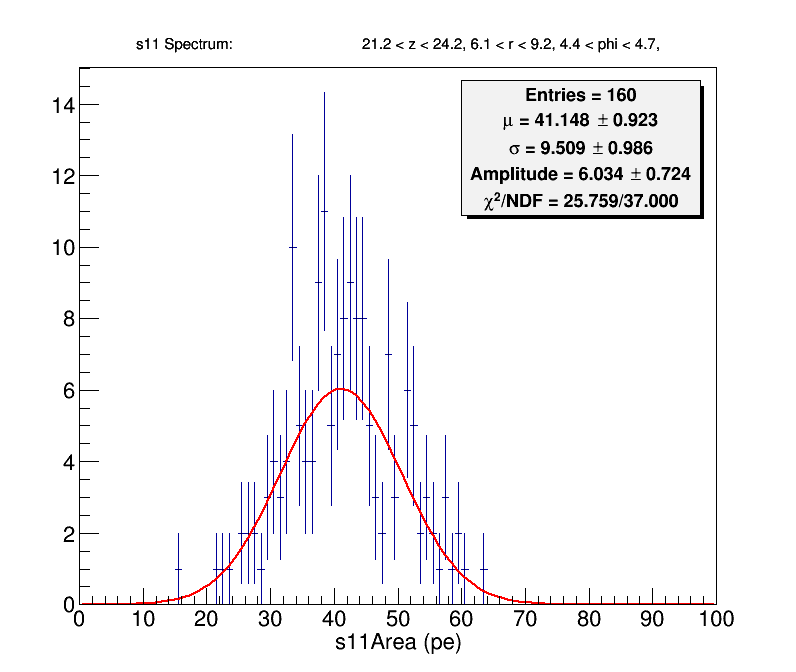 s11 Spectrum: 21.2 < z < 24.2, 6.1 < r < 9.2, 4.4 < phi < 4.7,
Entries = 160
μ = 41.148 ± 0.923
σ = 9.509 ± 0.986
Amplitude = 6.034 ± 0.724
χ²/NDF = 25.759/37.000
14
12
10
8
6
4
2
0
0 10 20 30 40 50 60 70 80 90 100
s11Area (pe)